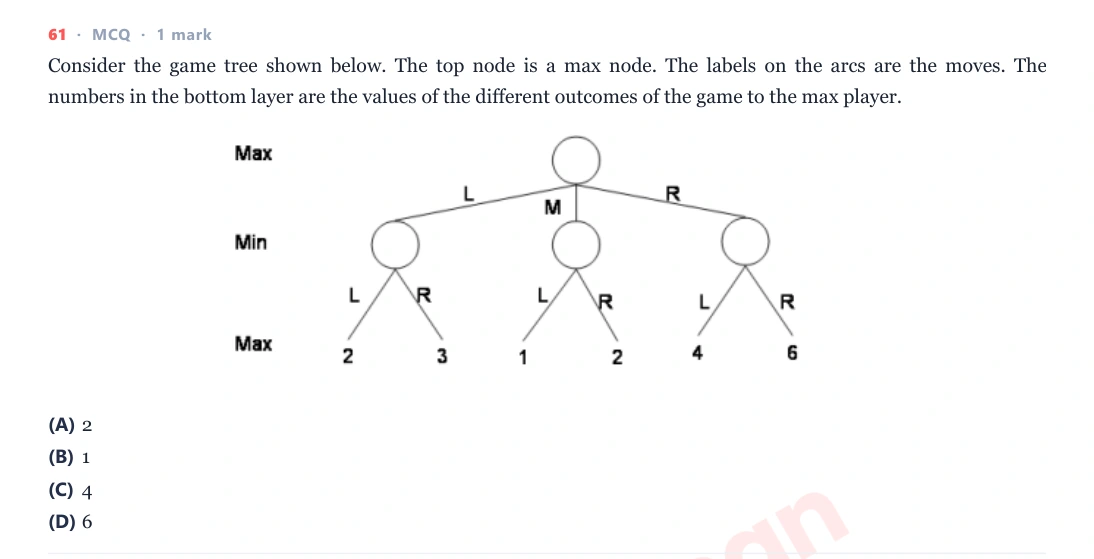 61 · MCQ · 1 mark
Consider the game tree shown below. The top node is a max node. The labels on the arcs are the moves. The
numbers in the bottom layer are the values of the different outcomes of the game to the max player.
Max
L
M
R
Min
L
R
L
R
L
R
Max
2
3
1
2
4
6
(A) 2
(B) 1
(C) 4
(D) 6